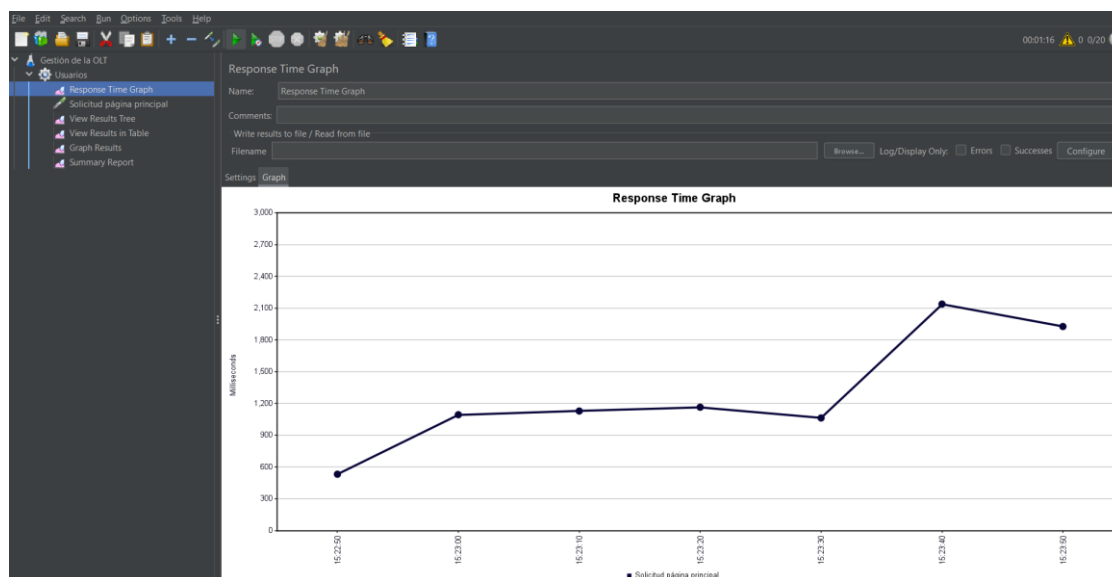 File Edit Search Run Options Tools Help
00:01:16 0 0/20
Gestión de la OLT
Usuarios
Response Time Graph
Solicitud página principal
View Results Tree
View Results in Table
Graph Results
Summary Report
Response Time Graph
Name: Response Time Graph
Comments:
Write results to file / Read from file
Filename Browse... Log/Display Only: Errors Successes Configure
Settings Graph
Response Time Graph
Milliseconds
3,000
2,700
2,400
2,100
1,800
1,500
1,200
900
600
300
0
15:22:50 15:23:00 15:23:10 15:23:20 15:23:30 15:23:40 15:23:50
Solicitud página principal